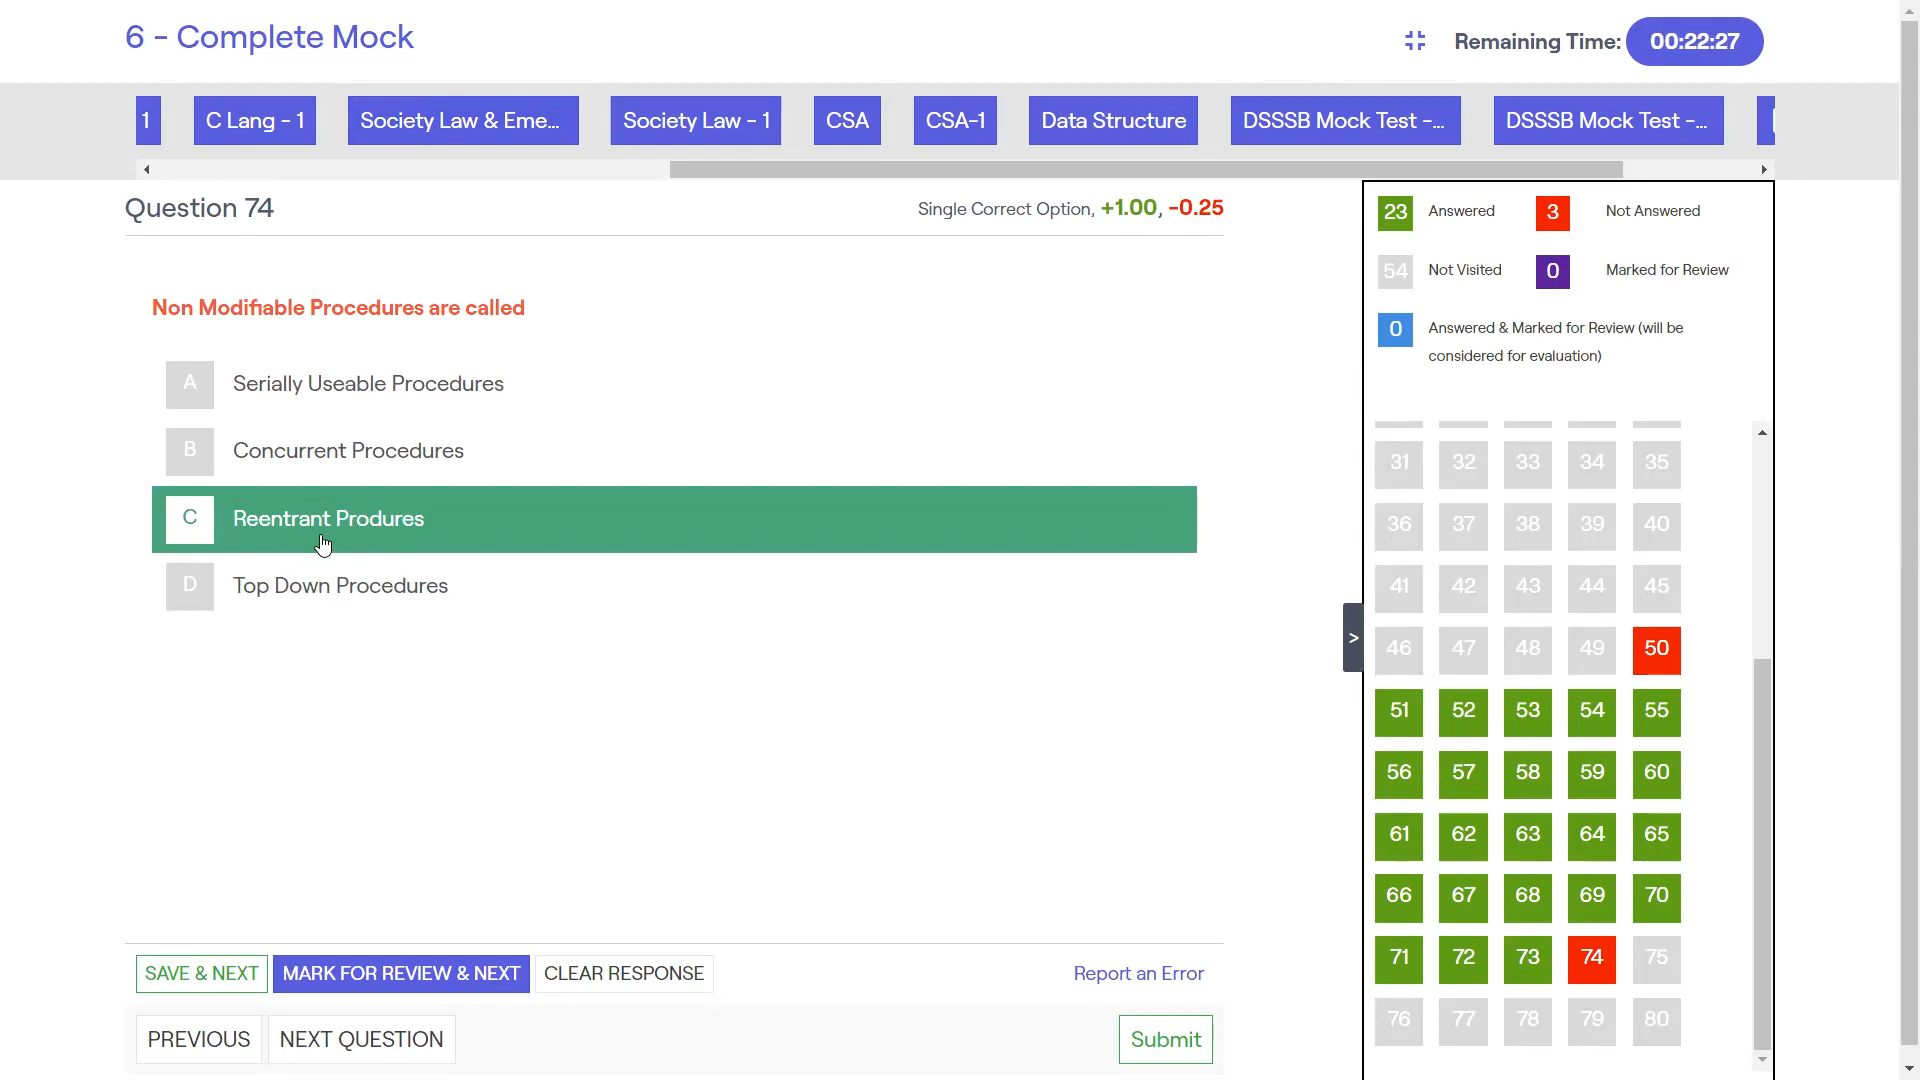 6 - Complete Mock
Remaining Time: 00:22:27
1
C Lang - 1
Society Law & Eme...
Society Law - 1
CSA
CSA-1
Data Structure
DSSSB Mock Test -...
DSSSB Mock Test -...
Question 74
Single Correct Option, +1.00, -0.25
Non Modifiable Procedures are called
A Serially Useable Procedures
B Concurrent Procedures
C Reentrant Produres
D Top Down Procedures
SAVE & NEXT
MARK FOR REVIEW & NEXT
CLEAR RESPONSE
Report an Error
PREVIOUS
NEXT QUESTION
Submit
23 Answered
3 Not Answered
54 Not Visited
0 Marked for Review
0 Answered & Marked for Review (will be
considered for evaluation)
>
31 32 33 34 35
36 37 38 39 40
41 42 43 44 45
46 47 48 49 50
51 52 53 54 55
56 57 58 59 60
61 62 63 64 65
66 67 68 69 70
71 72 73 74 75
76 77 78 79 80